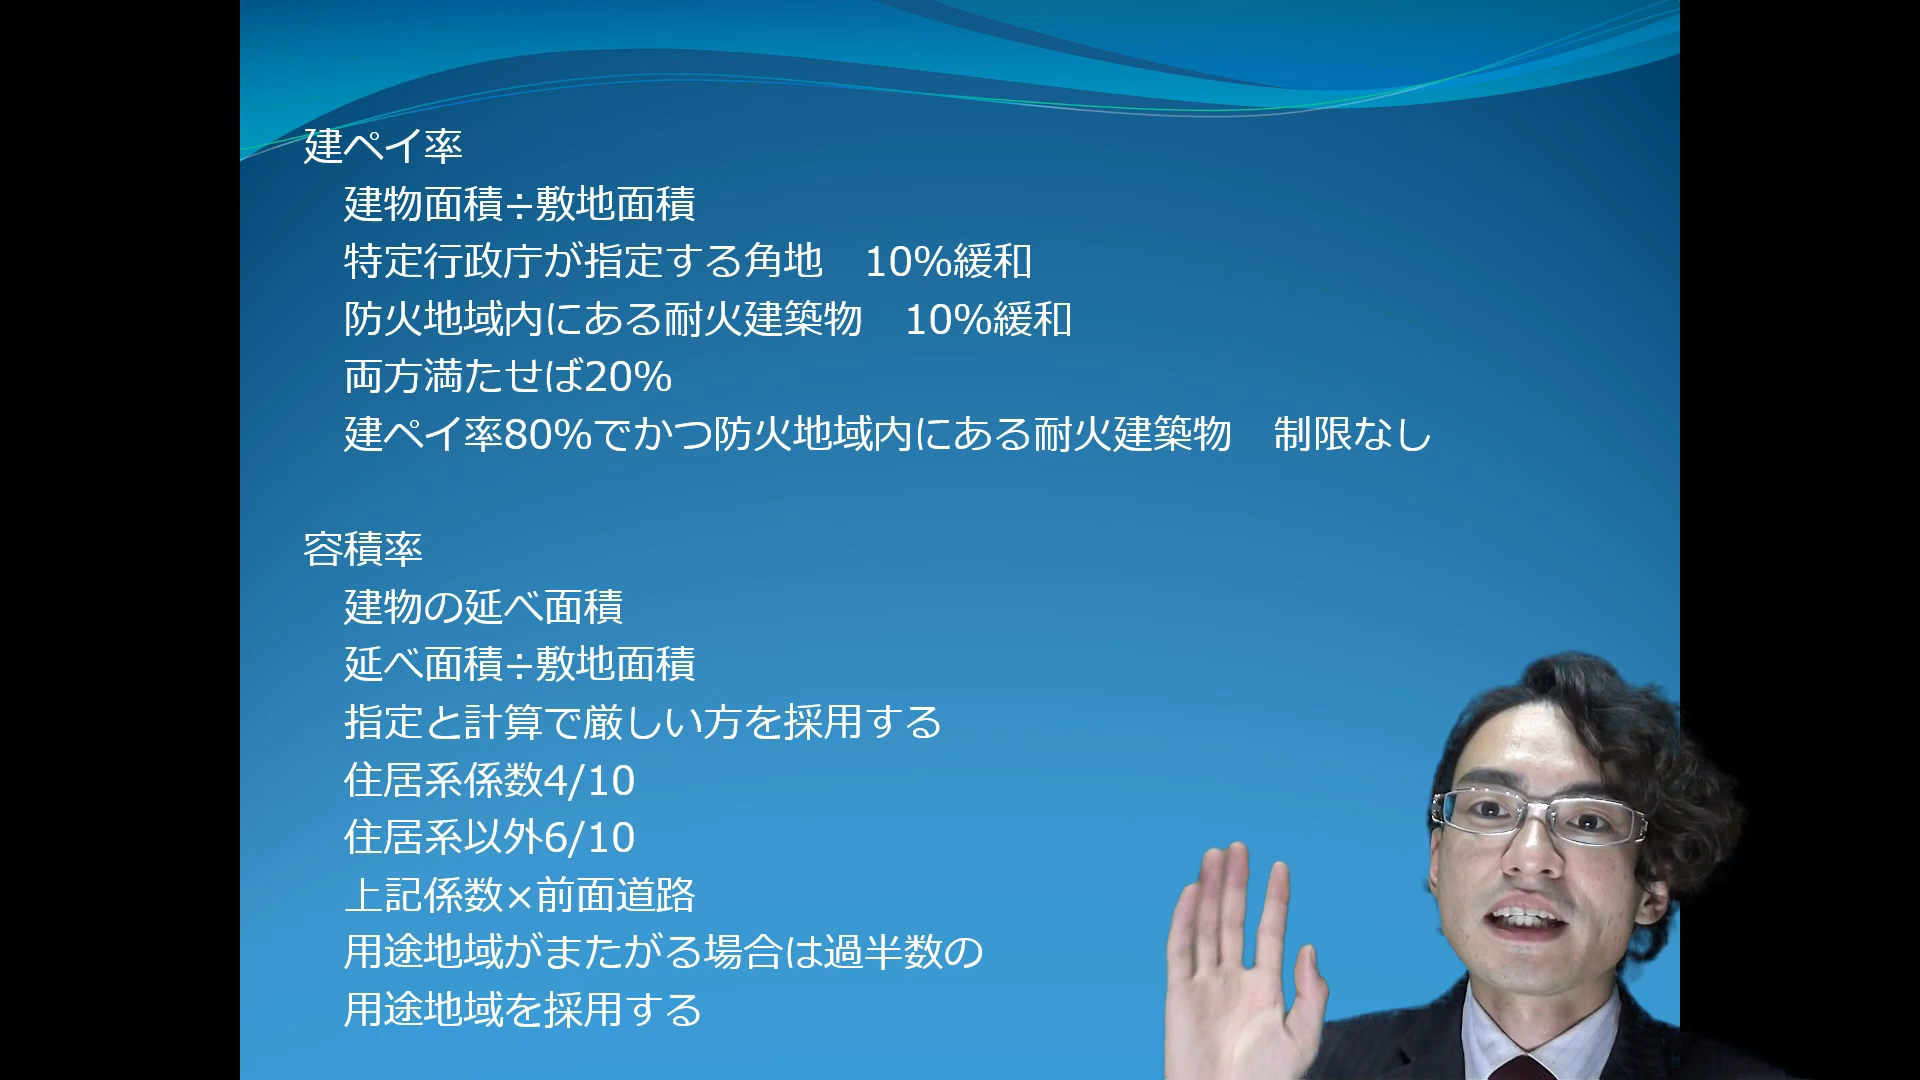 建ペイ率
建物面積÷敷地面積
特定行政庁が指定する角地　10%緩和
防火地域内にある耐火建築物　10%緩和
両方満たせば20%
建ペイ率80%でかつ防火地域内にある耐火建築物　制限なし
容積率
建物の延べ面積
延べ面積÷敷地面積
指定と計算で厳しい方を採用する
住居系係数4/10
住居系以外6/10
上記係数×前面道路
用途地域がまたがる場合は過半数の
用途地域を採用する